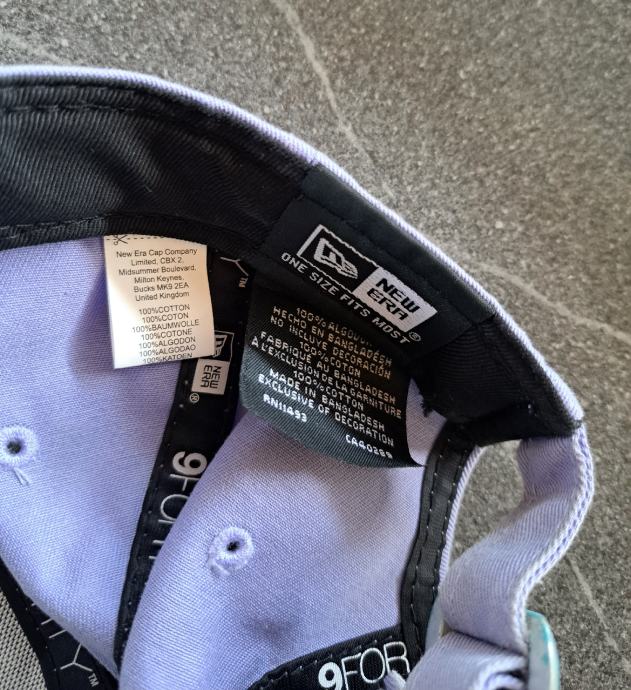 New Era Cap Company
Limited, CBX 2,
Midsummer Boulevard,
Milton Keynes,
Bucks MK9 2EA
United Kingdom
100%COTTON
100%COTON
100%BAUMWOLLE
100%COTONE
100%ALGODON
100%ALGODAO
100%KATOEN
NEW
ERA
ONE SIZE FITS MOST
100% ALGODON
HECHO EN BANGLADESH
NO INCLUYE DECORACIÓN
100% COTON
FABRIQUÉ AU BANGLADESH
À L'EXCLUSION DE LA GARNITURE
100%COTTON
MADE IN BANGLADESH
EXCLUSIVE OF DECORATION
RN11493 CA40289
NEW
ERA
9FOR
9FOR
TY™